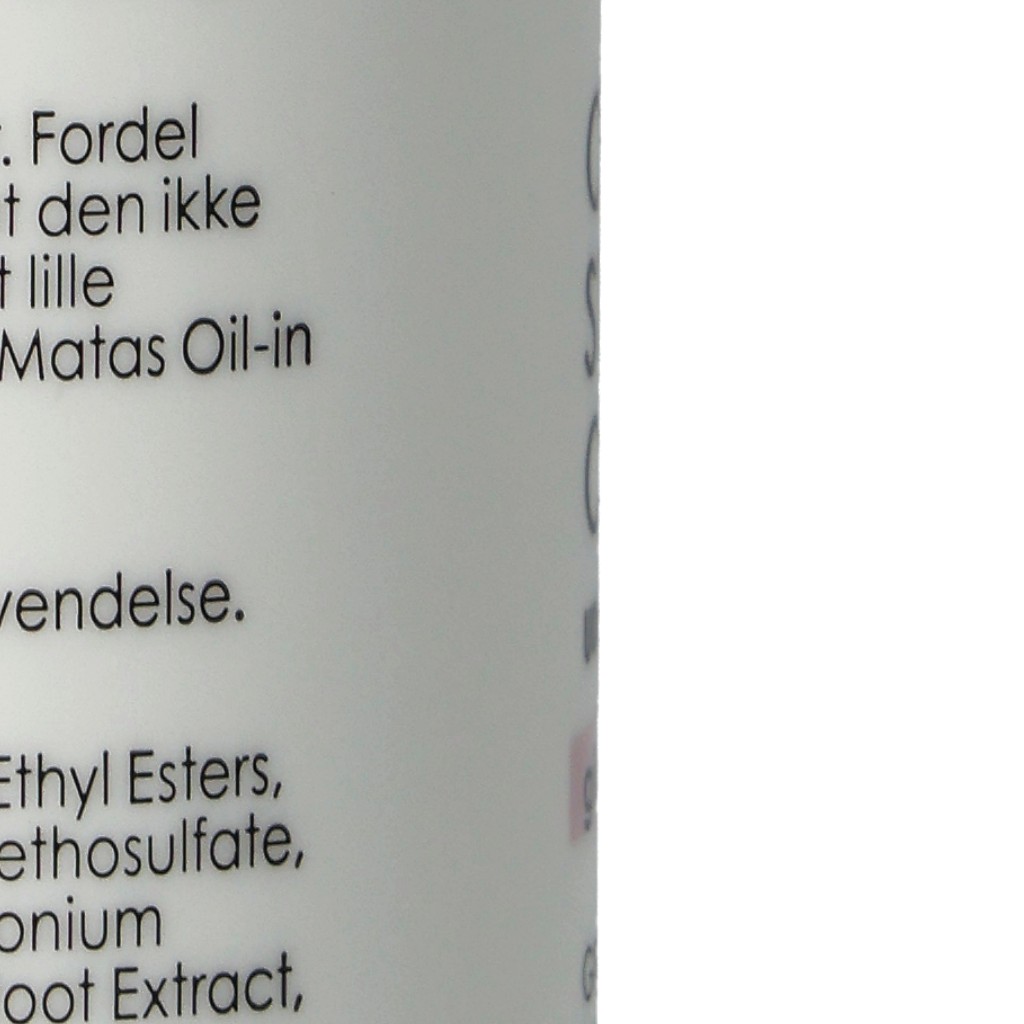 . Fordel
t den ikke
t lille
Matas Oil-in
vendelse.
Ethyl Esters,
ethosulfate,
onium
oot Extract,